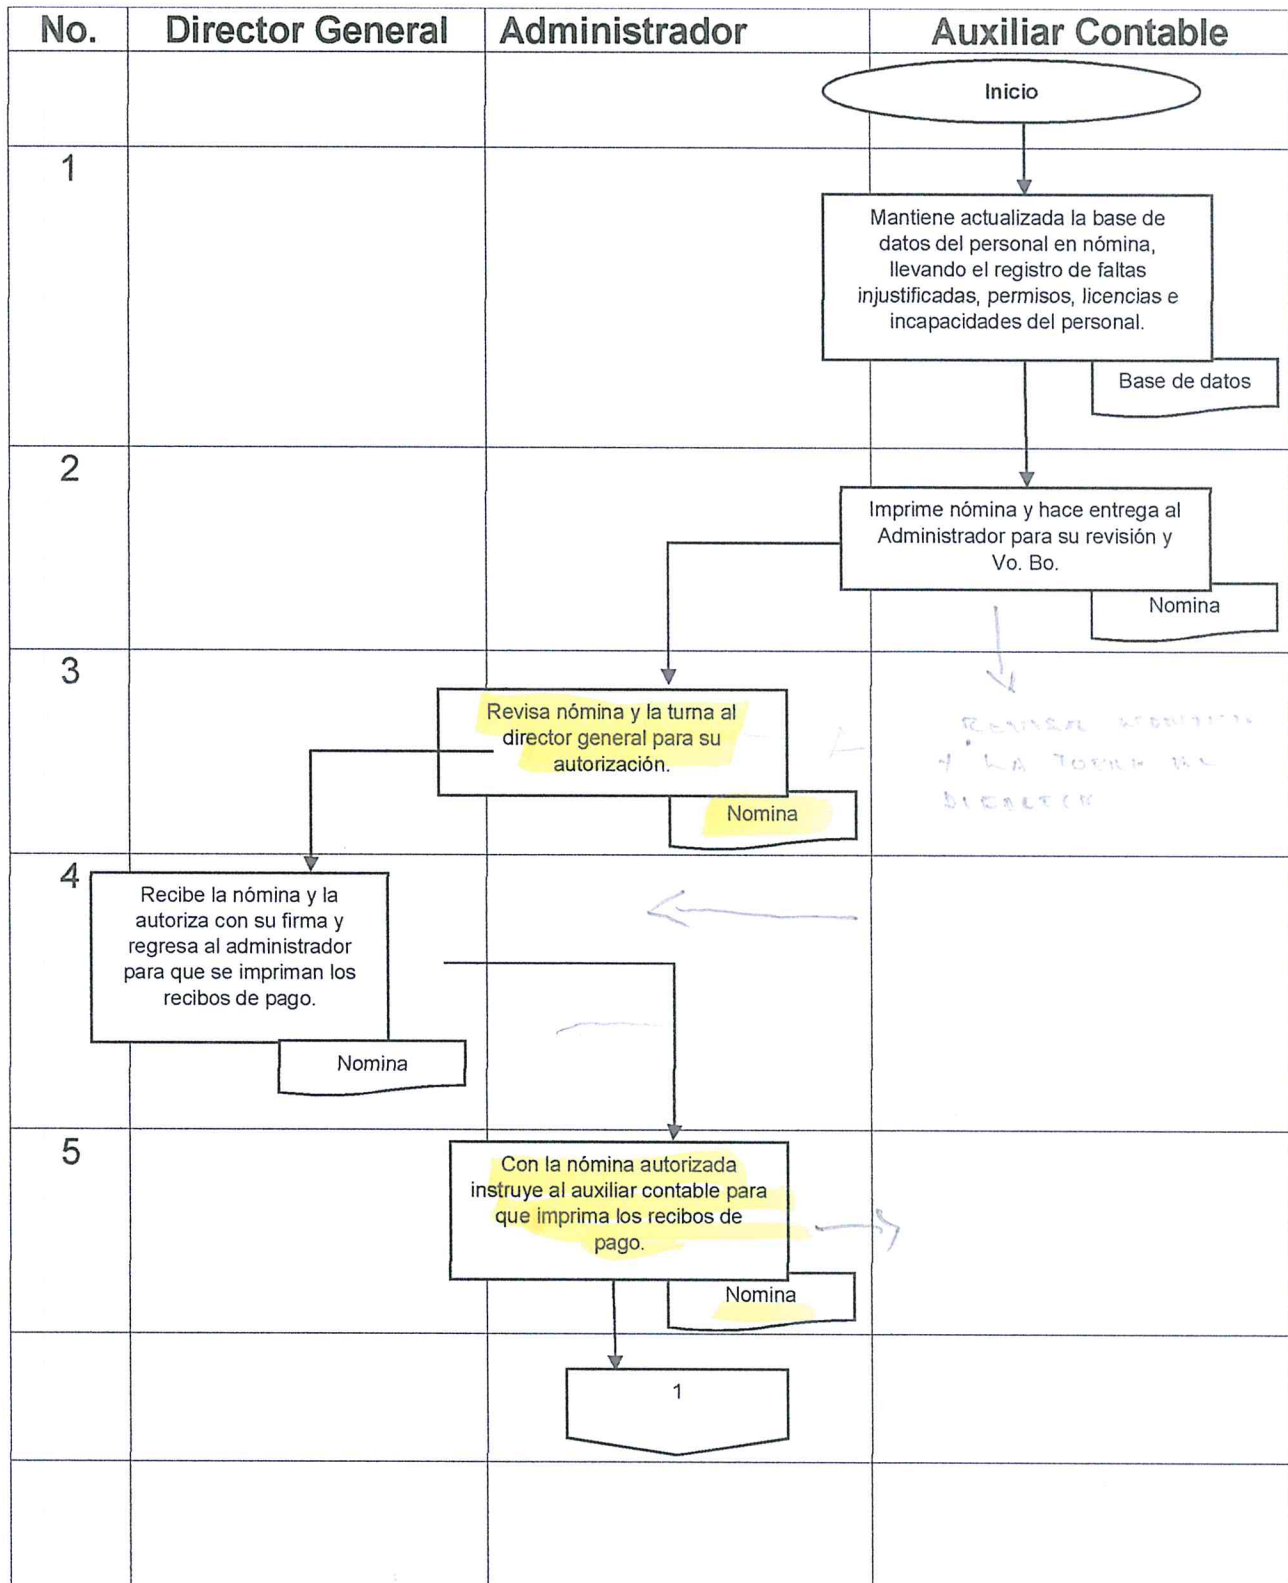 No. Director General Administrador Auxiliar Contable
Inicio
1
Mantiene actualizada la base de
datos del personal en nómina,
llevando el registro de faltas
injustificadas, permisos, licencias e
incapacidades del personal.
Base de datos
2
Imprime nómina y hace entrega al
Administrador para su revisión y
Vo. Bo.
Nomina
3
Revisa nómina y la turna al
director general para su
autorización.
Nomina
Y LA
4
Recibe la nómina y la
autoriza con su firma y
regresa al administrador
para que se impriman los
recibos de pago.
Nomina
5
Con la nómina autorizada
instruye al auxiliar contable para
que imprima los recibos de
pago.
Nomina
1